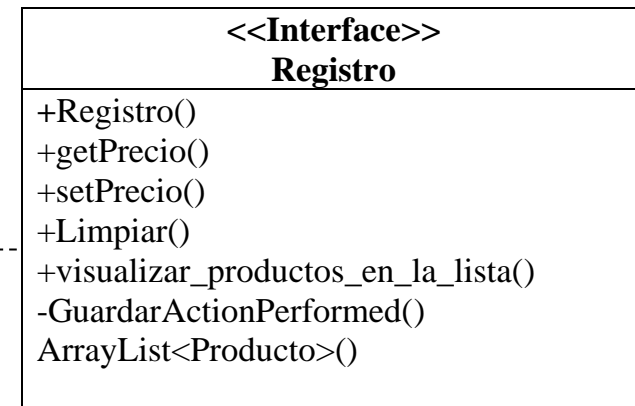 <<Interface>>
Registro
+Registro()
+getPrecio()
+setPrecio()
+Limpiar()
+visualizar_productos_en_la_lista()
-GuardarActionPerformed()
ArrayList<Producto>()